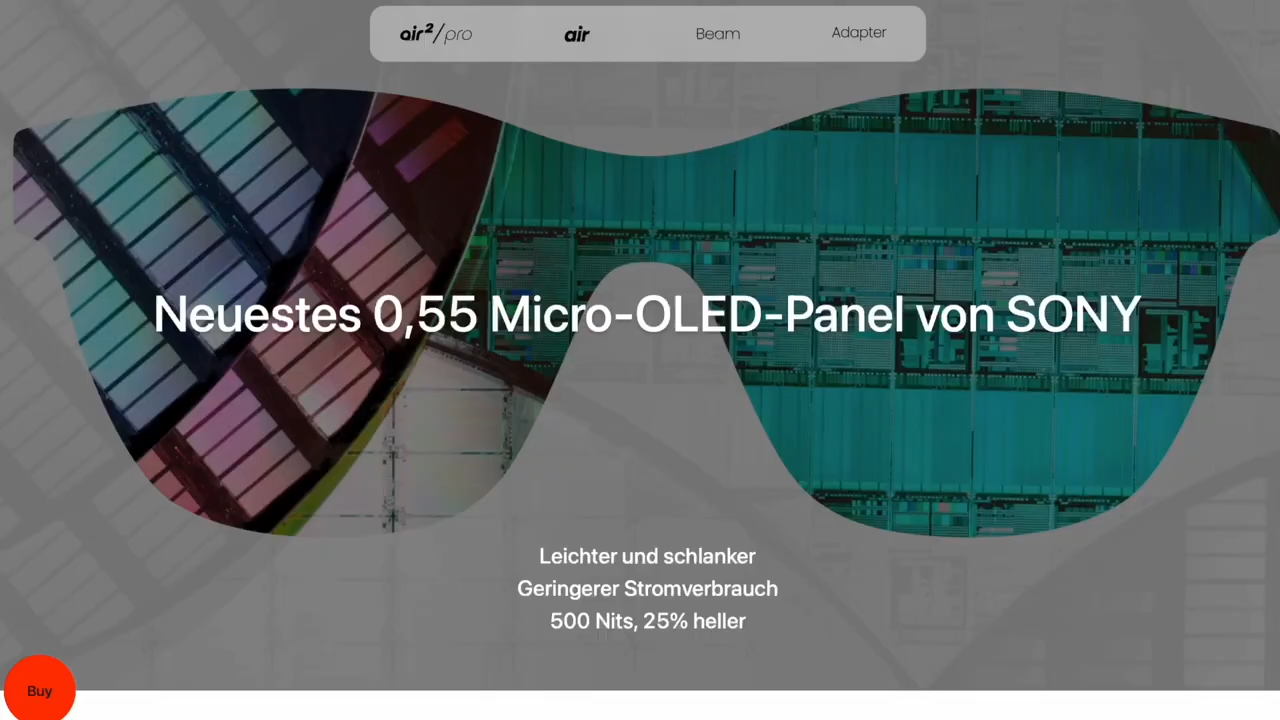 air²/pro
air
Beam
Adapter
Neuestes 0,55 Micro-OLED-Panel von SONY
Leichter und schlanker
Geringerer Stromverbrauch
500 Nits, 25% heller
Buy